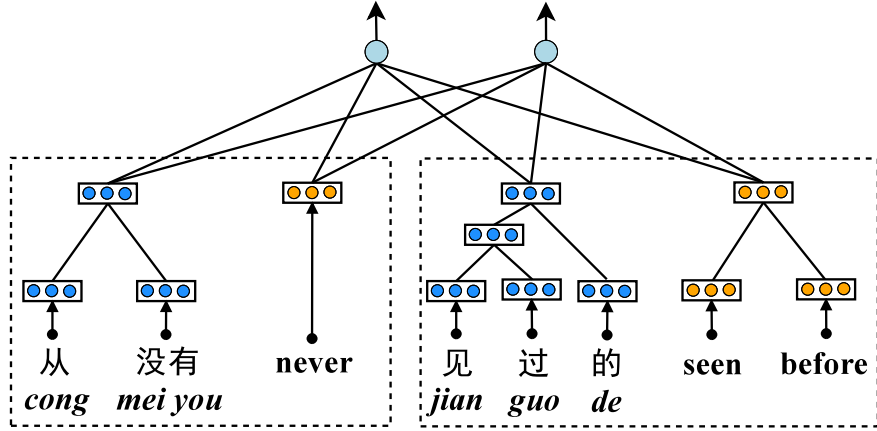 从 没有 never 见 过 的 seen before
cong mei you jian guo de